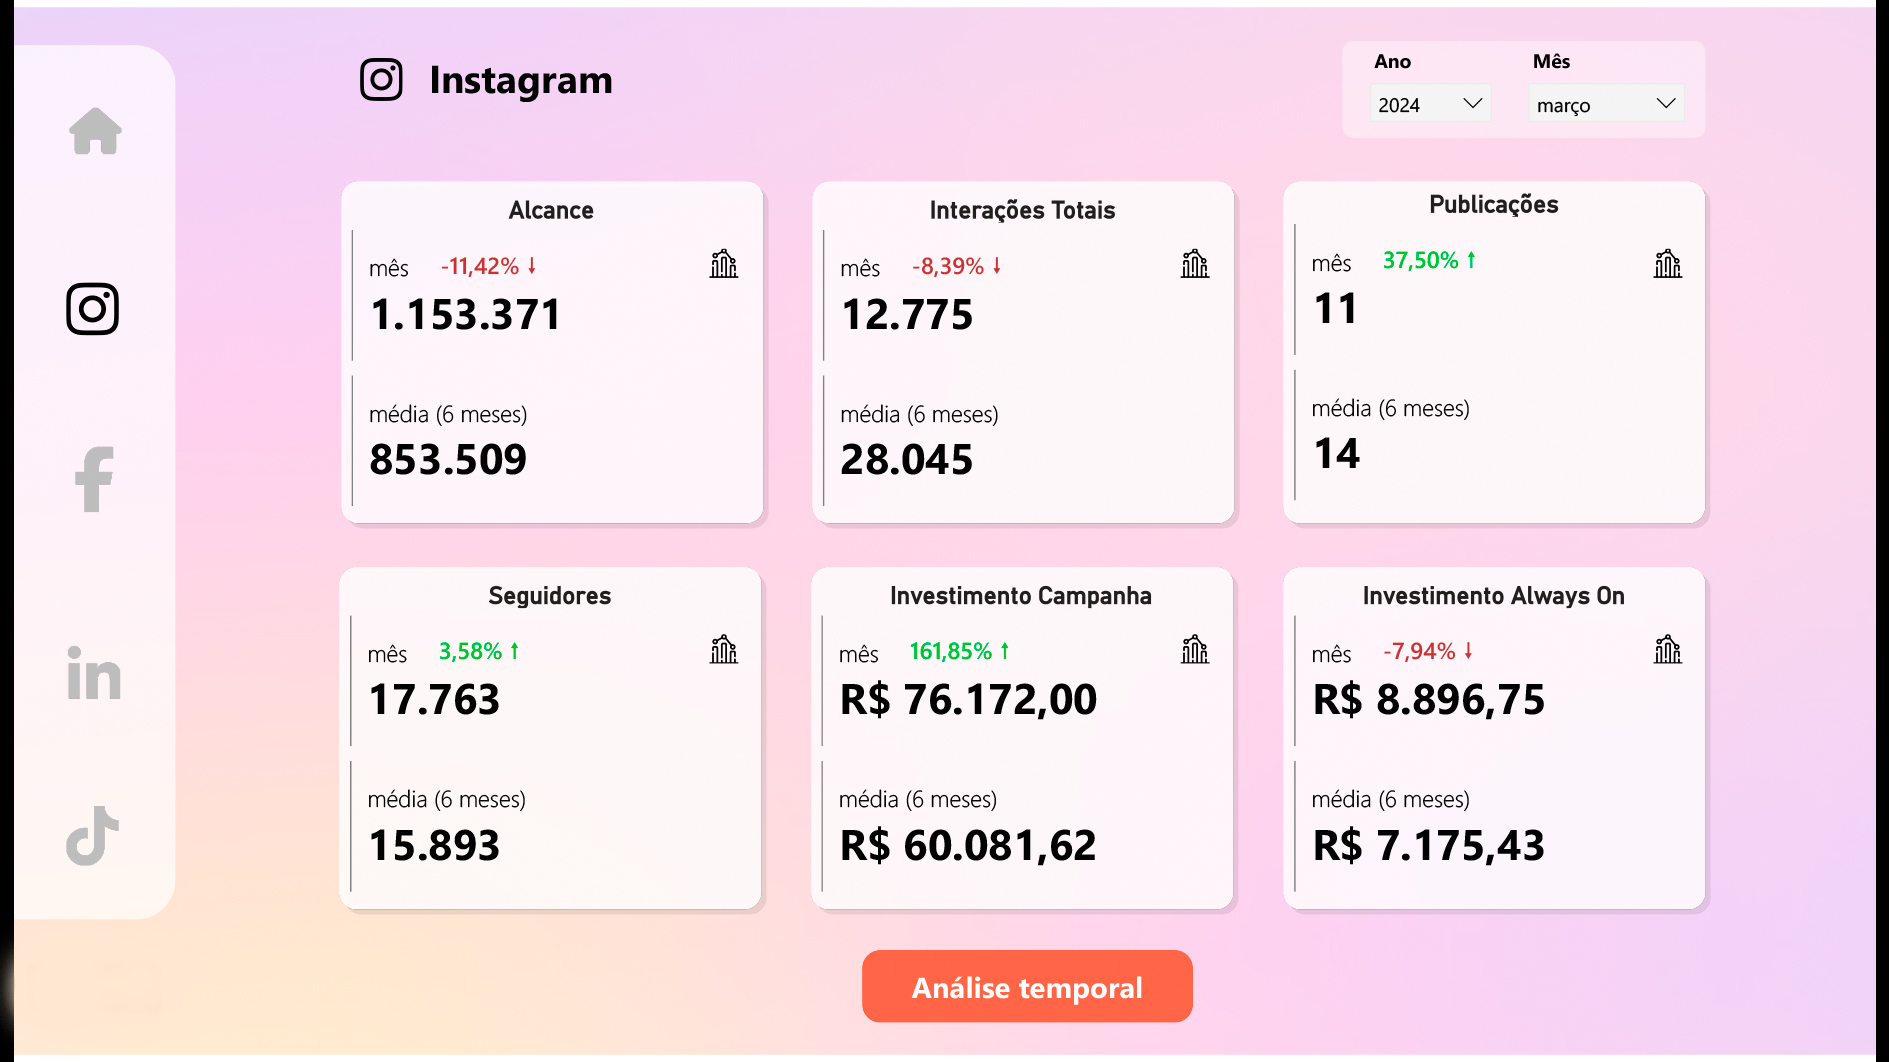 Instagram
Ano
Mês
2024
março
Alcance
mês -11,42% ↓
1.153.371
média (6 meses)
853.509
Interações Totais
mês -8,39% ↓
12.775
média (6 meses)
28.045
Publicações
mês 37,50% ↑
11
média (6 meses)
14
Seguidores
mês 3,58% ↑
17.763
média (6 meses)
15.893
Investimento Campanha
mês 161,85% ↑
R$ 76.172,00
média (6 meses)
R$ 60.081,62
Investimento Always On
mês -7,94% ↓
R$ 8.896,75
média (6 meses)
R$ 7.175,43
in
Análise temporal